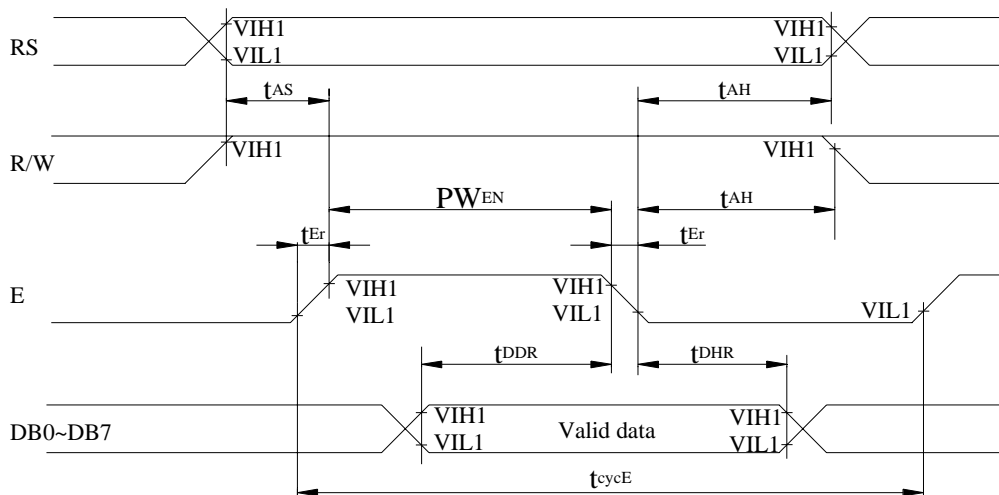 RS VIH1 VIH1
VIL1 VIL1
tAS tAH
R/W VIH1 VIH1
PWEN tAH
tEr tEr
E VIH1 VIH1
VIL1 VIL1 VIL1
tDDR tDHR
VIH1 VIH1
DB0~DB7 VIL1 Valid data VIL1
tcycE